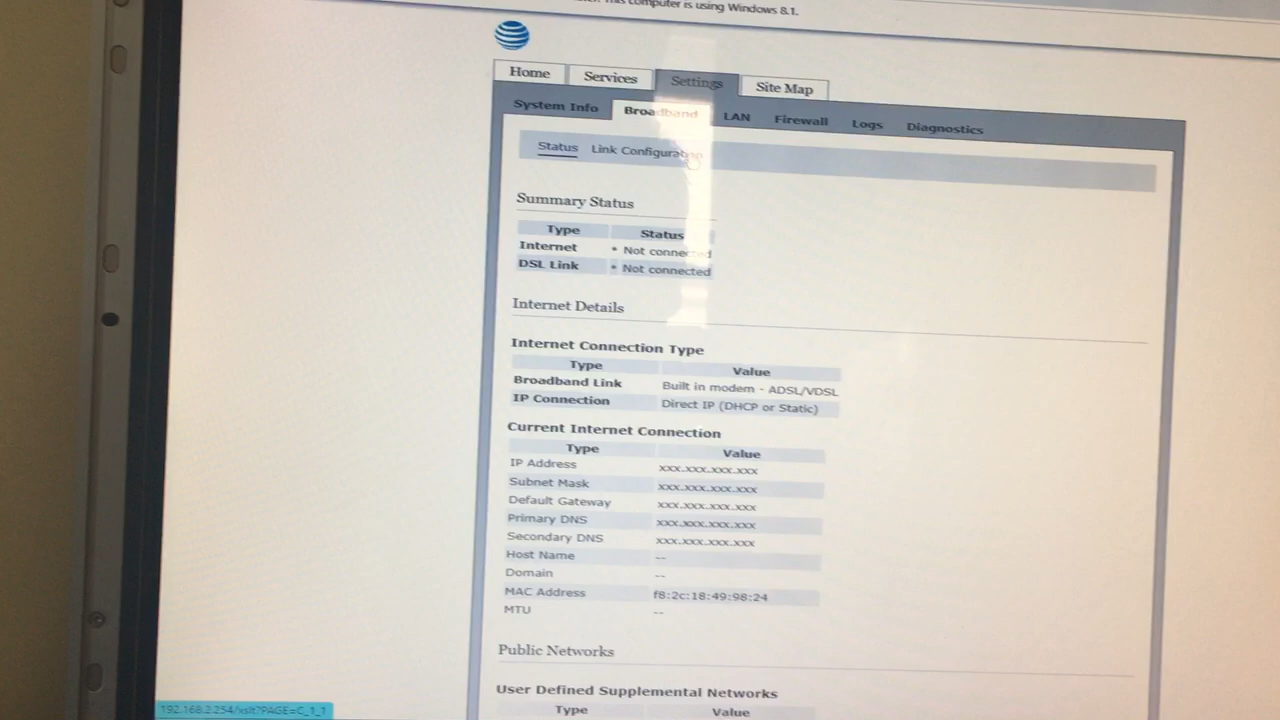 This computer is using Windows 8.1.
Home Services Settings Site Map
System Info Broadband LAN Firewall Logs Diagnostics
Status Link Configuration
Summary Status
Type Status
Internet • Not connected
DSL Link • Not connected
Internet Details
Internet Connection Type
Type Value
Broadband Link Built in modem - ADSL/VDSL
IP Connection Direct IP (DHCP or Static)
Current Internet Connection
Type Value
IP Address xxx.xxx.xxx.xxx
Subnet Mask xxx.xxx.xxx.xxx
Default Gateway xxx.xxx.xxx.xxx
Primary DNS xxx.xxx.xxx.xxx
Secondary DNS xxx.xxx.xxx.xxx
Host Name --
Domain --
MAC Address f8:2c:18:49:98:24
MTU --
Public Networks
User Defined Supplemental Networks
Type Value
192.168.2.254/xslt?PAGE=C_1_1